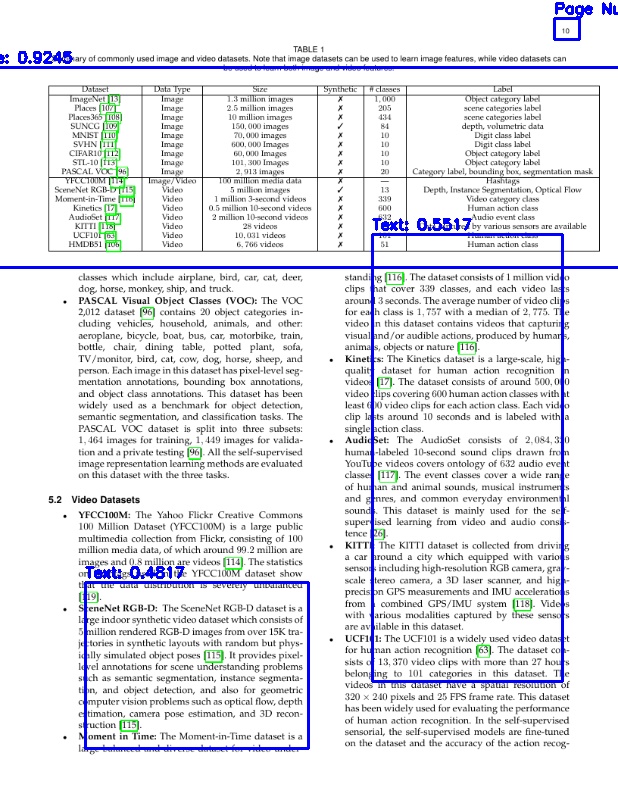 Page Nu
10
e: 0.9245
TABLE 1
ary of commonly used image and video datasets. Note that image datasets can be used to learn image features, while video datasets can
be used to learn both image and video features.
Dataset Data Type Size Synthetic # classes Label
ImageNet [13] Image 1.3 million images ✗ 1,000 Object category label
Places [107] Image 2.5 million images ✗ 205 scene categories label
Places365 [108] Image 10 million images ✗ 434 scene categories label
SUNCG [109] Image 150,000 images ✓ 84 depth, volumetric data
MNIST [110] Image 70,000 images ✗ 10 Digit class label
SVHN [111] Image 600,000 Images ✗ 10 Digit class label
CIFAR10 [112] Image 60,000 Images ✗ 10 Object category label
STL-10 [113] Image 101,300 Images ✗ 10 Object category label
PASCAL VOC [96] Image 2,913 images ✗ 20 Category label, bounding box, segmentation mask
YFCC100M [114] Image/Video 100 million media data ✗ — Hashtags
SceneNet RGB-D [115] Video 5 million images ✓ 13 Depth, Instance Segmentation, Optical Flow
Moment-in-Time [116] Video 1 million 3-second videos ✗ 339 Video category class
Kinetics [17] Video 0.5 million 10-second videos ✗ 600 Human action class
AudioSet [117] Video 2 million 10-second videos ✗ 632 Audio event class
KITTI [118] Video 28 videos ✗ captured by various sensors are available
Text: 0.5517
UCF101 [63] Video 10,031 videos ✗ 101 Human action class
HMDB51 [106] Video 6,766 videos ✗ 51 Human action class
classes which include airplane, bird, car, cat, deer,
dog, horse, monkey, ship, and truck.
• PASCAL Visual Object Classes (VOC): The VOC
2,012 dataset [96] contains 20 object categories in-
cluding vehicles, household, animals, and other:
aeroplane, bicycle, boat, bus, car, motorbike, train,
bottle, chair, dining table, potted plant, sofa,
TV/monitor, bird, cat, cow, dog, horse, sheep, and
person. Each image in this dataset has pixel-level seg-
mentation annotations, bounding box annotations,
and object class annotations. This dataset has been
widely used as a benchmark for object detection,
semantic segmentation, and classification tasks. The
PASCAL VOC dataset is split into three subsets:
1,464 images for training, 1,449 images for valida-
tion and a private testing [96]. All the self-supervised
image representation learning methods are evaluated
on this dataset with the three tasks.
5.2 Video Datasets
• YFCC100M: The Yahoo Flickr Creative Commons
100 Million Dataset (YFCC100M) is a large public
multimedia collection from Flickr, consisting of 100
million media data, of which around 99.2 million are
images and 0.8 million are videos [114]. The statistics
Text: 0.4817
the YFCC100M dataset show
that the data distribution is severely unbalanced
[119].
• SceneNet RGB-D: The SceneNet RGB-D dataset is a
large indoor synthetic video dataset which consists of
5 million rendered RGB-D images from over 15K tra-
jectories in synthetic layouts with random but phys-
ically simulated object poses [115]. It provides pixel-
level annotations for scene understanding problems
such as semantic segmentation, instance segmenta-
tion, and object detection, and also for geometric
computer vision problems such as optical flow, depth
estimation, camera pose estimation, and 3D recon-
struction [115].
• Moment in Time: The Moment-in-Time dataset is a
large balanced and diverse dataset for video under-
standing [116]. The dataset consists of 1 million video
clips that cover 339 classes, and each video lasts
around 3 seconds. The average number of video clips
for each class is 1,757 with a median of 2,775. The
video in this dataset contains videos that capturing
visual and/or audible actions, produced by humans,
animals, objects or nature [116].
• Kinetics: The Kinetics dataset is a large-scale, high-
quality dataset for human action recognition in
videos [17]. The dataset consists of around 500,000
video clips covering 600 human action classes with at
least 600 video clips for each action class. Each video
clip lasts around 10 seconds and is labeled with a
single action class.
• AudioSet: The AudioSet consists of 2,084,320
human-labeled 10-second sound clips drawn from
YouTube videos covers ontology of 632 audio event
classes [117]. The event classes cover a wide range
of human and animal sounds, musical instruments
and genres, and common everyday environmental
sounds. This dataset is mainly used for the self-
supervised learning from video and audio consis-
tence [26].
• KITTI: The KITTI dataset is collected from driving
a car around a city which equipped with various
sensors including high-resolution RGB camera, gray-
scale stereo camera, a 3D laser scanner, and high-
precision GPS measurements and IMU accelerations
from a combined GPS/IMU system [118]. Videos
with various modalities captured by these sensors
are available in this dataset.
• UCF101: The UCF101 is a widely used video dataset
for human action recognition [63]. The dataset con-
sists of 13,370 video clips with more than 27 hours
belonging to 101 categories in this dataset. The
videos in this dataset have a spatial resolution of
320 × 240 pixels and 25 FPS frame rate. This dataset
has been widely used for evaluating the performance
of human action recognition. In the self-supervised
sensorial, the self-supervised models are fine-tuned
on the dataset and the accuracy of the action recog-